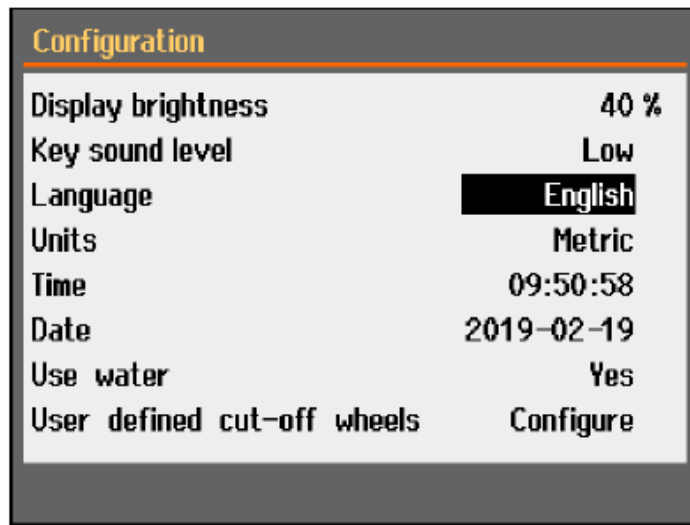 Configuration
Display brightness 40 %
Key sound level Low
Language English
Units Metric
Time 09:50:58
Date 2019-02-19
Use water Yes
User defined cut-off wheels Configure